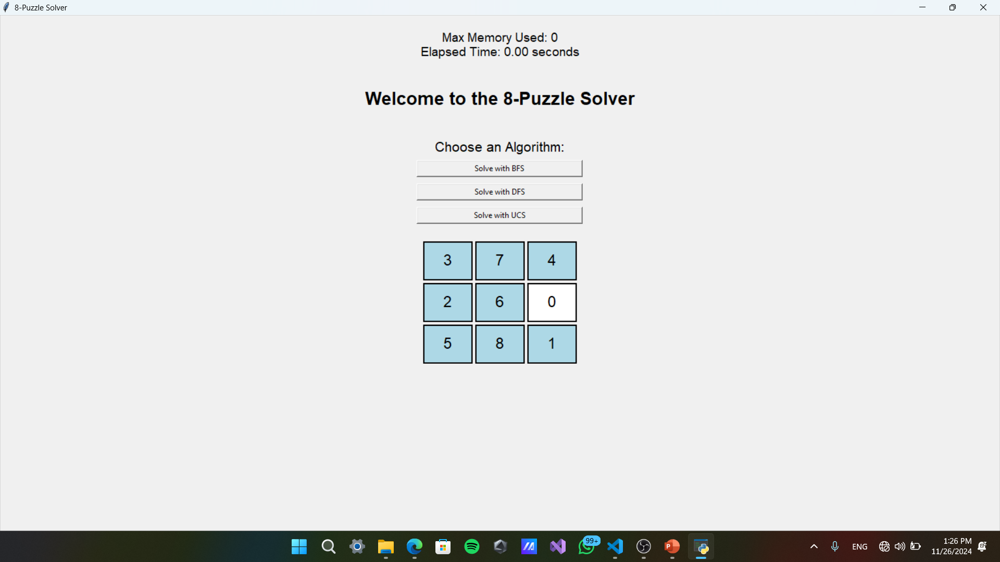 8-Puzzle Solver
Max Memory Used: 0
Elapsed Time: 0.00 seconds
Welcome to the 8-Puzzle Solver
Choose an Algorithm:
Solve with BFS
Solve with DFS
Solve with UCS
3 7 4
2 6 0
5 8 1
99+
P
ENG
1:26 PM
11/26/2024